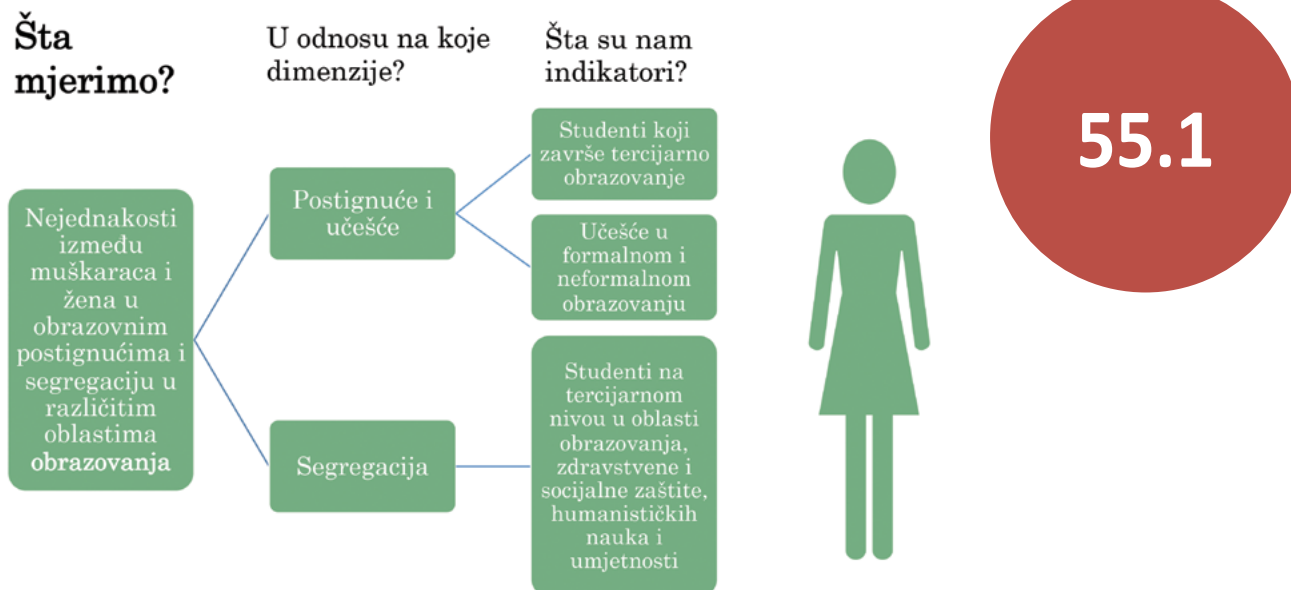 Šta
mjerimo?
U odnosu na koje
dimenzije?
Šta su nam
indikatori?
Nejednakosti
između
muškaraca i
žena u
obrazovnim
postignućima i
segregaciju u
različitim
oblastima
obrazovanja
Postignuće i
učešće
Segregacija
Studenti koji
završe tercijarno
obrazovanje
Učešće u
formalnom i
neformalnom
obrazovanju
Studenti na
tercijarnom
nivou u oblasti
obrazovanja,
zdravstvene i
socijalne zaštite,
humanističkih
nauka i
umjetnosti
55.1